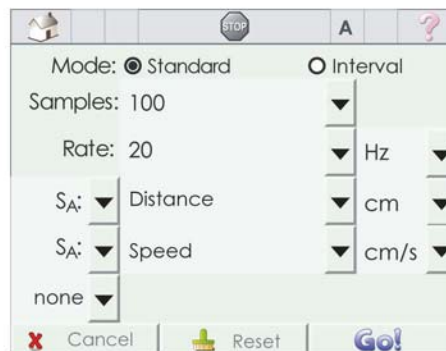 STOP A ?
Mode: Standard Interval
Samples: 100
Rate: 20 Hz
SA: Distance cm
SA: Speed cm/s
none
X Cancel Reset Go!